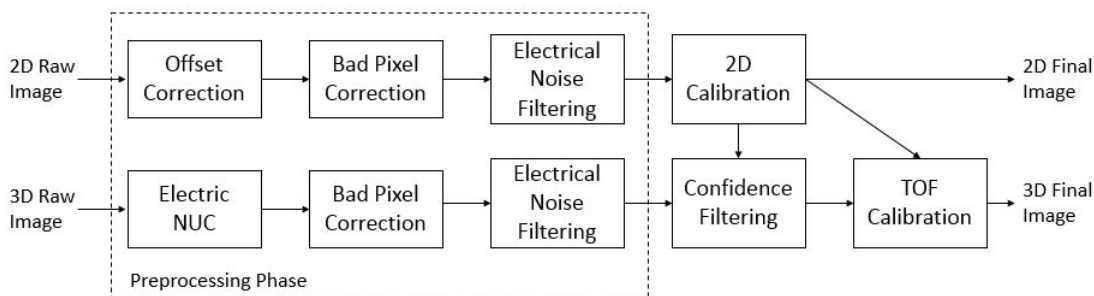 2D Raw
Image
Offset
Correction
Bad Pixel
Correction
Electrical
Noise
Filtering
2D
Calibration
2D Final
Image
3D Raw
Image
Electric
NUC
Bad Pixel
Correction
Electrical
Noise
Filtering
Confidence
Filtering
TOF
Calibration
3D Final
Image
Preprocessing Phase